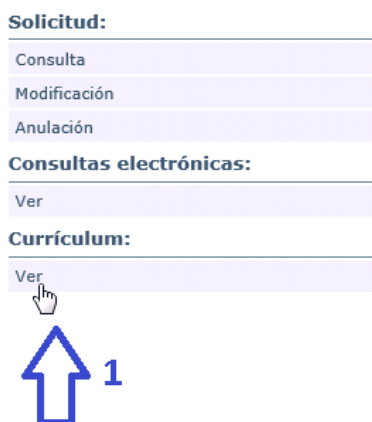 Solicitud:
Consulta
Modificación
Anulación
Consultas electrónicas:
Ver
Currículum:
Ver
1